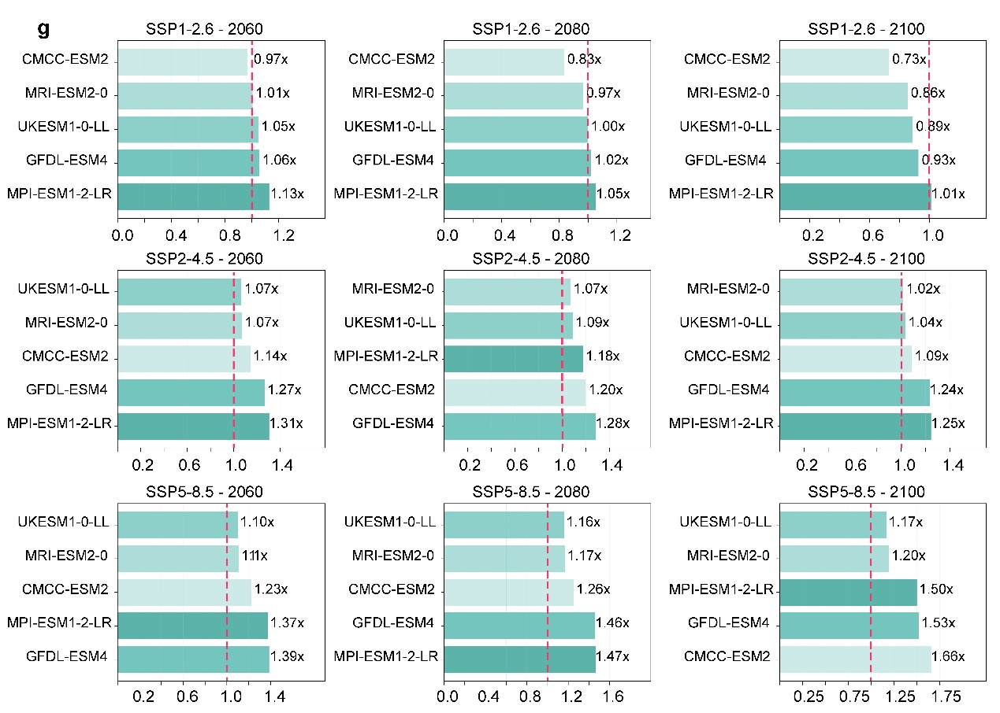 g
SSP1-2.6 - 2060
CMCC-ESM2 0.97x
MRI-ESM2-0 1.01x
UKESM1-0-LL 1.05x
GFDL-ESM4 1.06x
MPI-ESM1-2-LR 1.13x
0.0 0.4 0.8 1.2
SSP1-2.6 - 2080
CMCC-ESM2 0.83x
MRI-ESM2-0 0.97x
UKESM1-0-LL 1.00x
GFDL-ESM4 1.02x
MPI-ESM1-2-LR 1.05x
0.0 0.4 0.8 1.2
SSP1-2.6 - 2100
CMCC-ESM2 0.73x
MRI-ESM2-0 0.86x
UKESM1-0-LL 0.89x
GFDL-ESM4 0.93x
MPI-ESM1-2-LR 1.01x
0.2 0.6 1.0
SSP2-4.5 - 2060
UKESM1-0-LL 1.07x
MRI-ESM2-0 1.07x
CMCC-ESM2 1.14x
GFDL-ESM4 1.27x
MPI-ESM1-2-LR 1.31x
0.2 0.6 1.0 1.4
SSP2-4.5 - 2080
MRI-ESM2-0 1.07x
UKESM1-0-LL 1.09x
MPI-ESM1-2-LR 1.18x
CMCC-ESM2 1.20x
GFDL-ESM4 1.28x
0.2 0.6 1.0 1.4
SSP2-4.5 - 2100
MRI-ESM2-0 1.02x
UKESM1-0-LL 1.04x
CMCC-ESM2 1.09x
GFDL-ESM4 1.24x
MPI-ESM1-2-LR 1.25x
0.2 0.6 1.0 1.4
SSP5-8.5 - 2060
UKESM1-0-LL 1.10x
MRI-ESM2-0 1.11x
CMCC-ESM2 1.23x
MPI-ESM1-2-LR 1.37x
GFDL-ESM4 1.39x
0.2 0.6 1.0 1.4
SSP5-8.5 - 2080
UKESM1-0-LL 1.16x
MRI-ESM2-0 1.17x
CMCC-ESM2 1.26x
GFDL-ESM4 1.46x
MPI-ESM1-2-LR 1.47x
0.0 0.4 0.8 1.2 1.6
SSP5-8.5 - 2100
UKESM1-0-LL 1.17x
MRI-ESM2-0 1.20x
MPI-ESM1-2-LR 1.50x
GFDL-ESM4 1.53x
CMCC-ESM2 1.66x
0.25 0.75 1.25 1.75